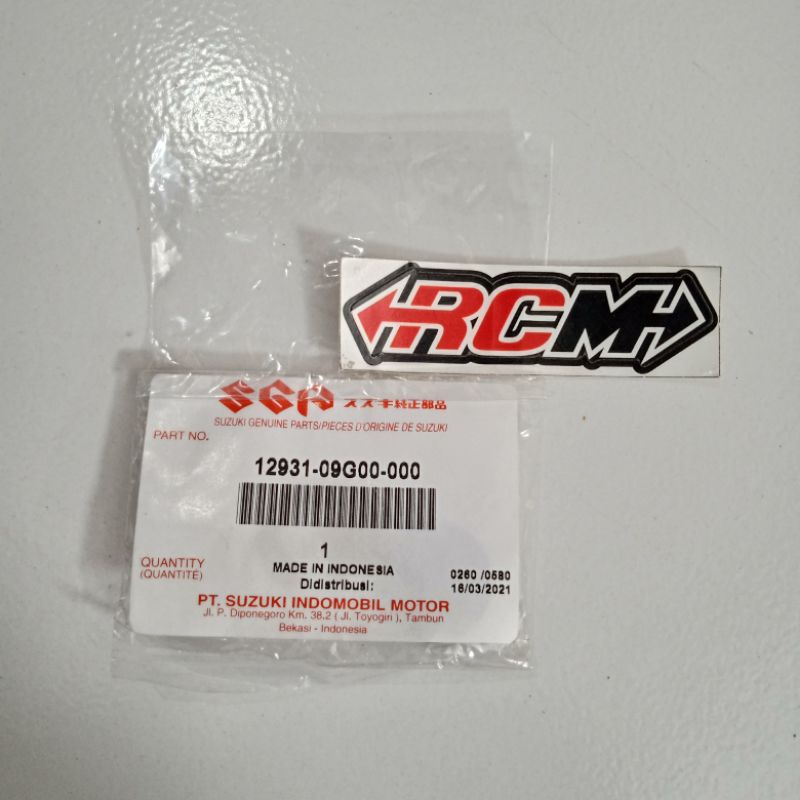 RCM
SGP スズキ純正部品
SUZUKI GENUINE PARTS/PIECES D'ORIGINE DE SUZUKI
PART NO.
12931-09G00-000
1
QUANTITY
(QUANTITÉ)
MADE IN INDONESIA
Didistribusi:
0260 /0580
16/03/2021
PT. SUZUKI INDOMOBIL MOTOR
Jl. P. Diponegoro Km. 38.2 ( Jl. Toyogiri ), Tambun
Bekasi - Indonesia